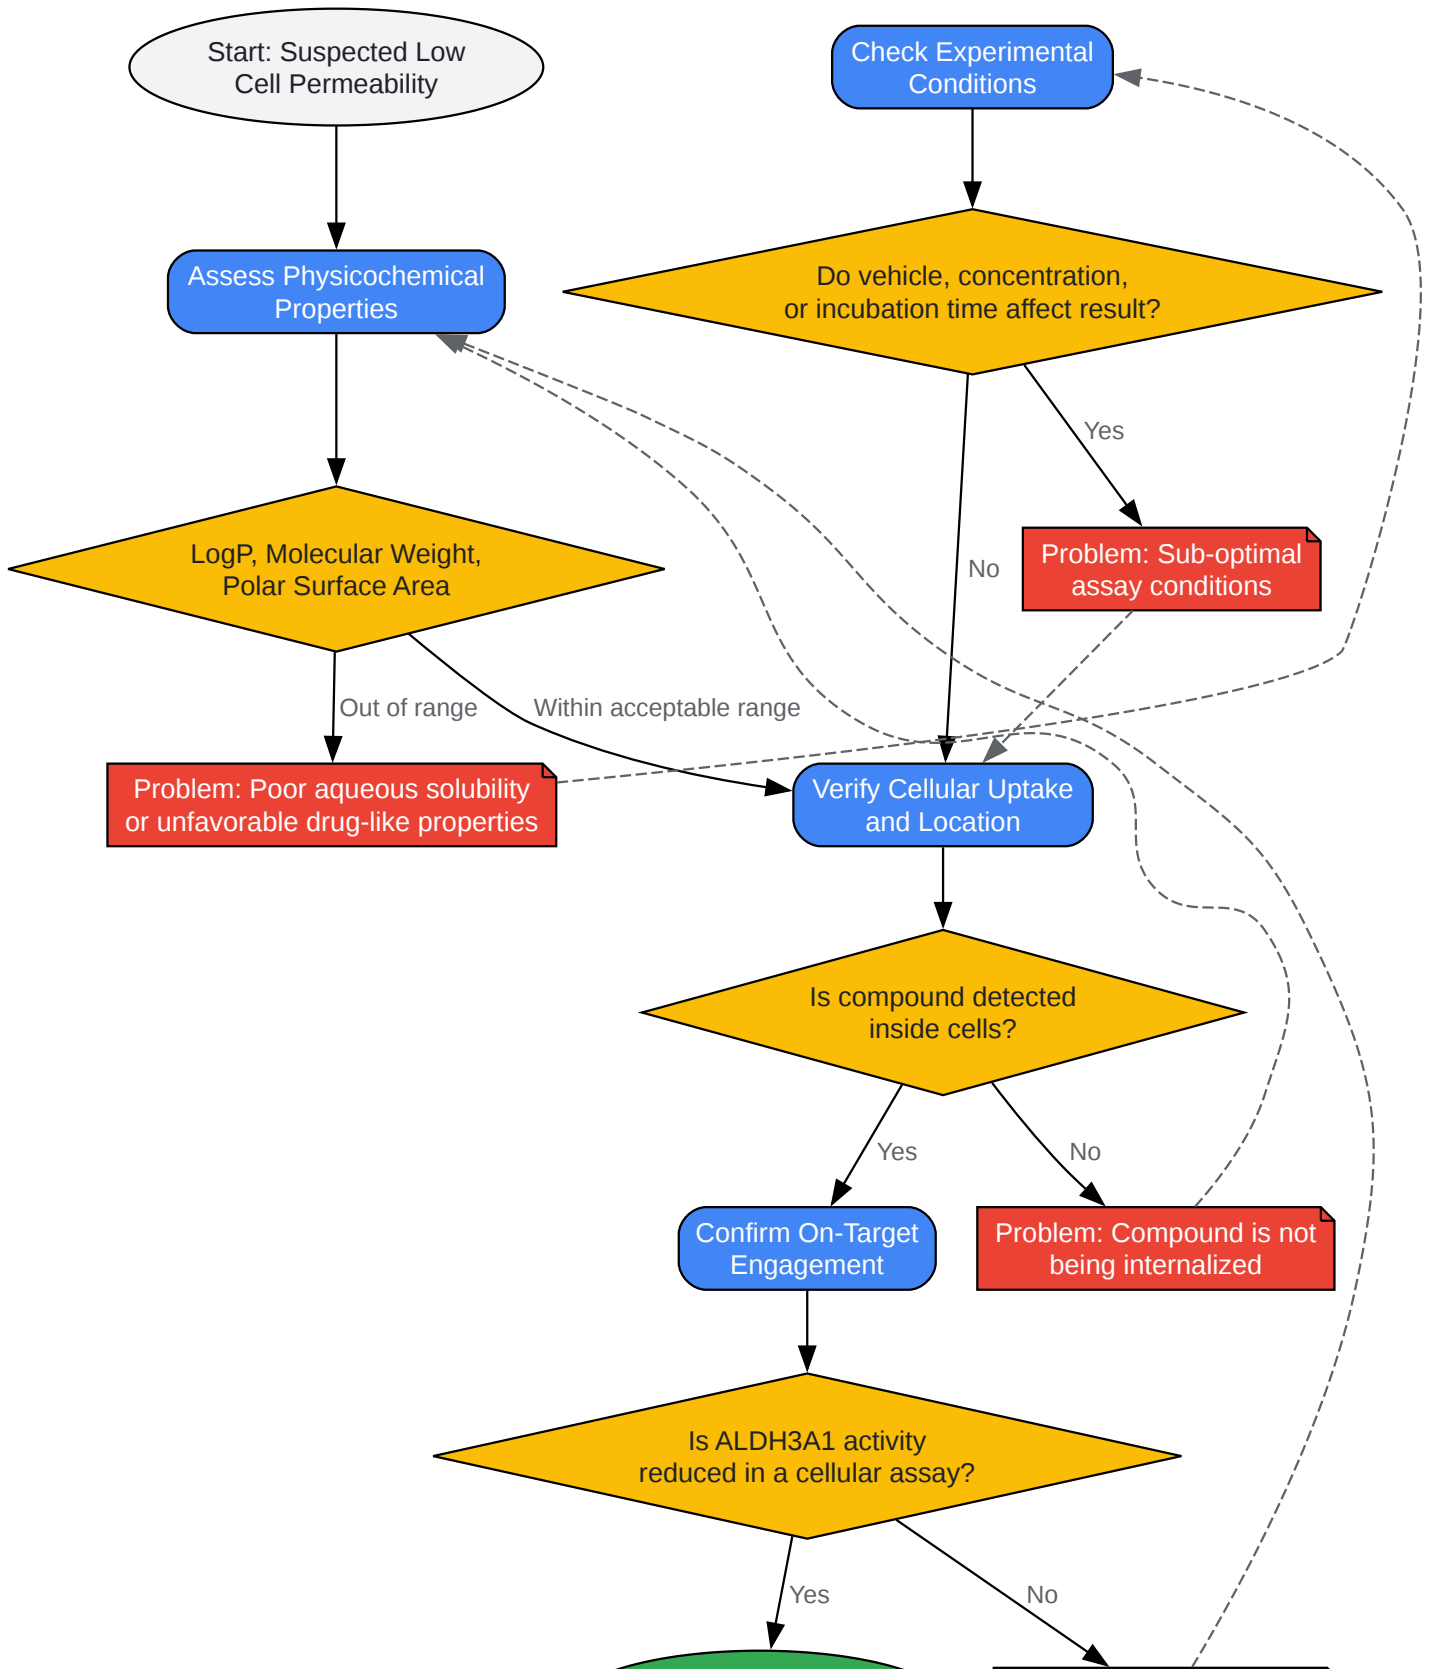 Start: Suspected Low
Cell Permeability
Check Experimental
Conditions
Assess Physicochemical
Properties
Do vehicle, concentration,
or incubation time affect result?
Yes
No
LogP, Molecular Weight,
Polar Surface Area
Problem: Sub-optimal
assay conditions
Out of range
Within acceptable range
Problem: Poor aqueous solubility
or unfavorable drug-like properties
Verify Cellular Uptake
and Location
Is compound detected
inside cells?
Yes
No
Confirm On-Target
Engagement
Problem: Compound is not
being internalized
Is ALDH3A1 activity
reduced in a cellular assay?
Yes
No